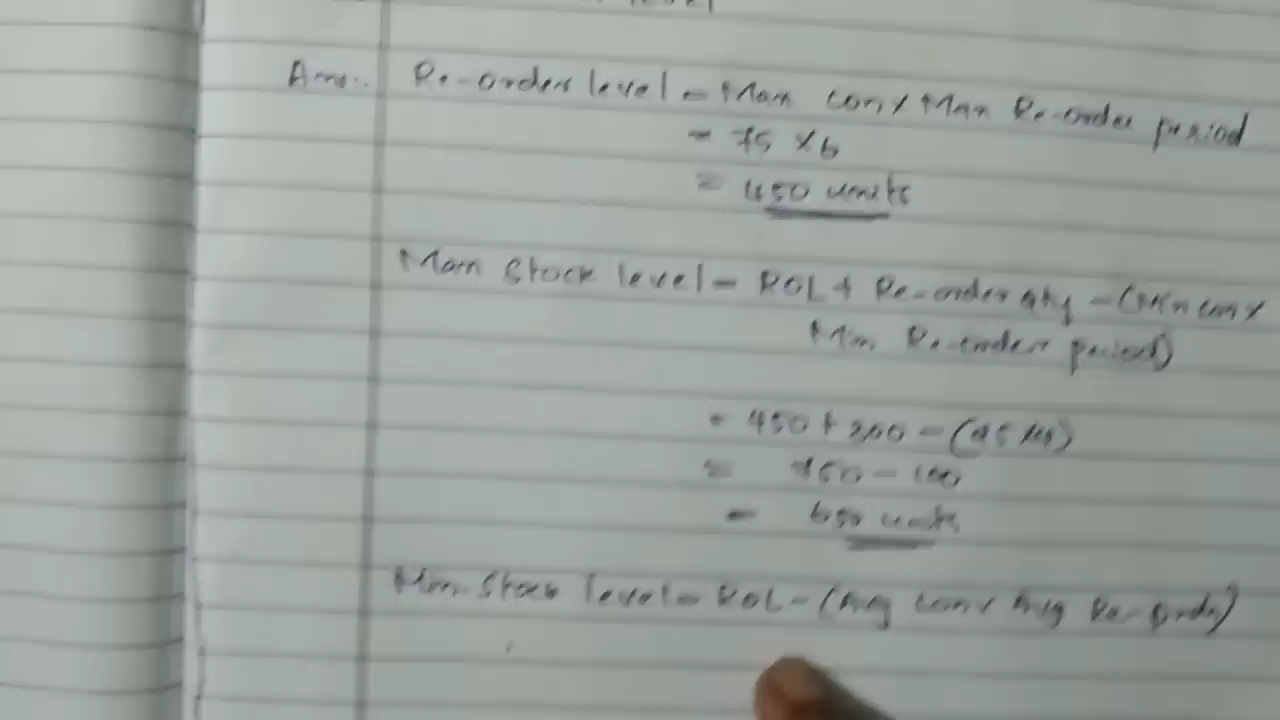 Ans:. Re-order level = Max con x Max Re-order period
= 75 x 6
= 450 units
Max Stock level = ROL + Re-order qty - (Min con x
Min Re-order period)
= 450 + 300 - (25 x 4)
= 750 - 100
= 650 units
Min Stock level = ROL - (Avg con x Avg Re-order)